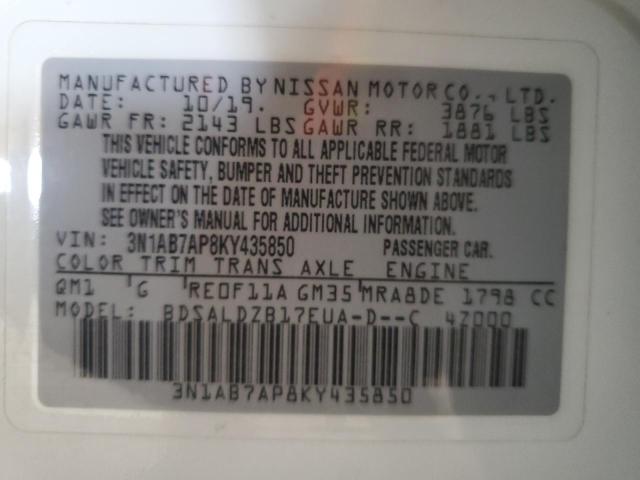 MANUFACTURED BY NISSAN MOTOR CO., LTD.
DATE: 10/19. GVWR: 3876 LBS
GAWR FR: 2143 LBS GAWR RR: 1881 LBS
THIS VEHICLE CONFORMS TO ALL APPLICABLE FEDERAL MOTOR
VEHICLE SAFETY, BUMPER AND THEFT PREVENTION STANDARDS
IN EFFECT ON THE DATE OF MANUFACTURE SHOWN ABOVE.
SEE OWNER'S MANUAL FOR ADDITIONAL INFORMATION.
VIN: 3N1AB7AP8KY435850 PASSENGER CAR.
COLOR TRIM TRANS AXLE ENGINE
QM1 G RE0F11A GM35 MRA8DE 1798 CC
MODEL: BDSALDZB17EUA-D--C 4Z000
3N1AB7AP8KY435850